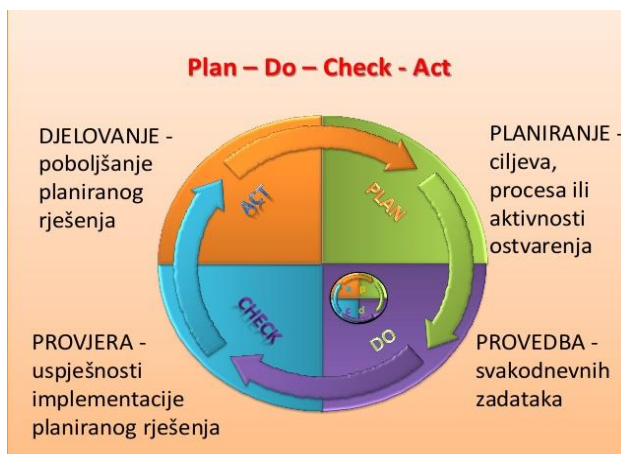 Plan – Do – Check - Act
DJELOVANJE -
poboljšanje
planiranog
rješenja
PLANIRANJE -
ciljeva,
procesa ili
aktivnosti
ostvarenja
ACT
PLAN
CHECK
DO
PROVJERA -
uspješnosti
implementacije
planiranog rješenja
PROVEDBA -
svakodnevnih
zadataka